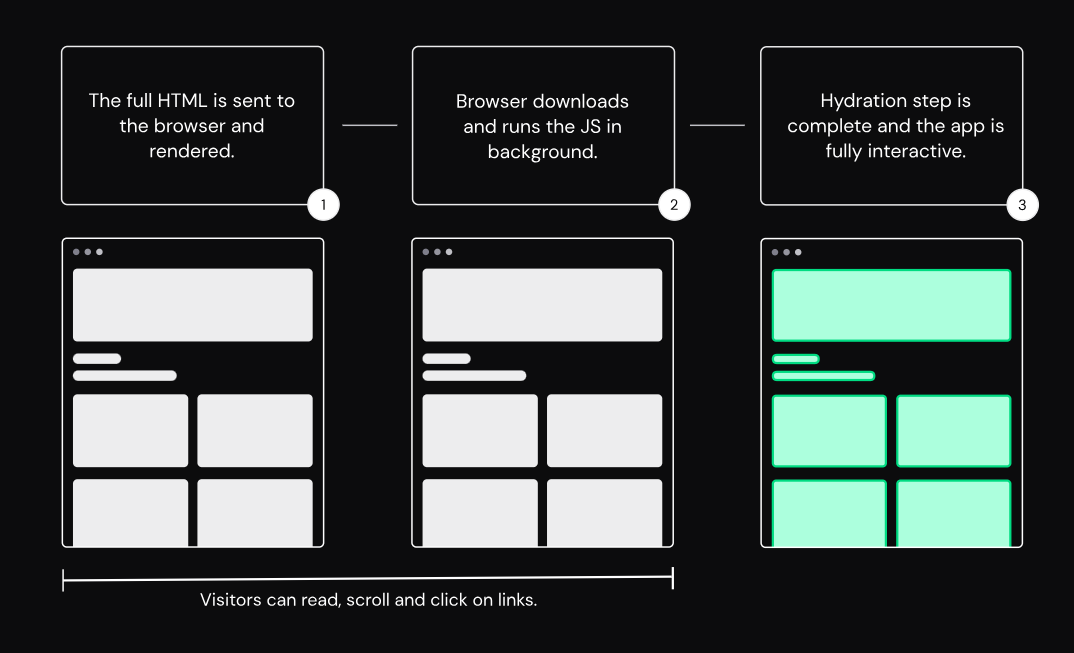 The full HTML is sent to
the browser and
rendered.
1
Browser downloads
and runs the JS in
background.
2
Hydration step is
complete and the app is
fully interactive.
3
Visitors can read, scroll and click on links.